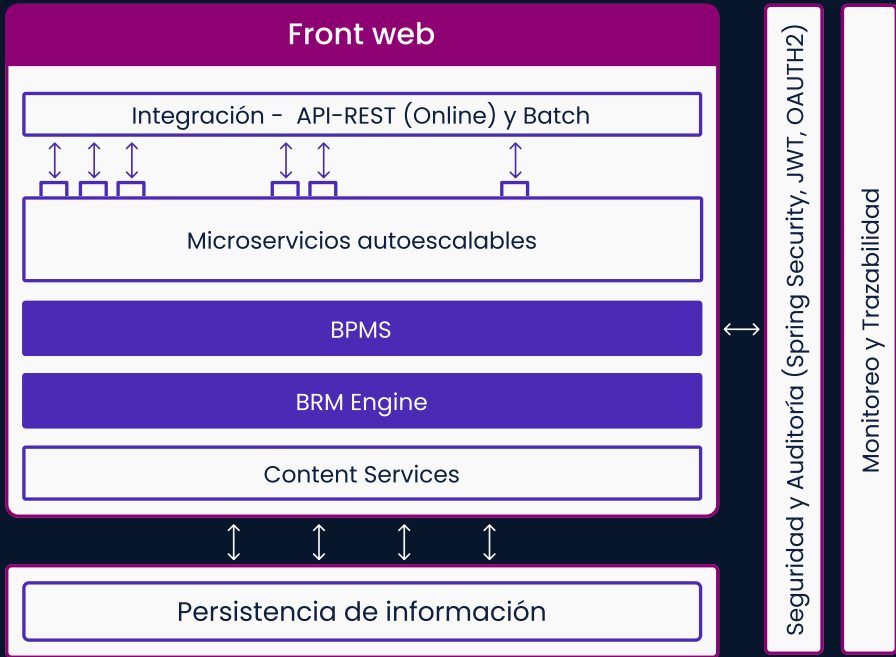 Front web
Integración - API-REST (Online) y Batch
Microservicios autoescalables
BPMS
BRM Engine
Content Services
Persistencia de información
Seguridad y Auditoría (Spring Security, JWT, OAUTH2)
Monitoreo y Trazabilidad